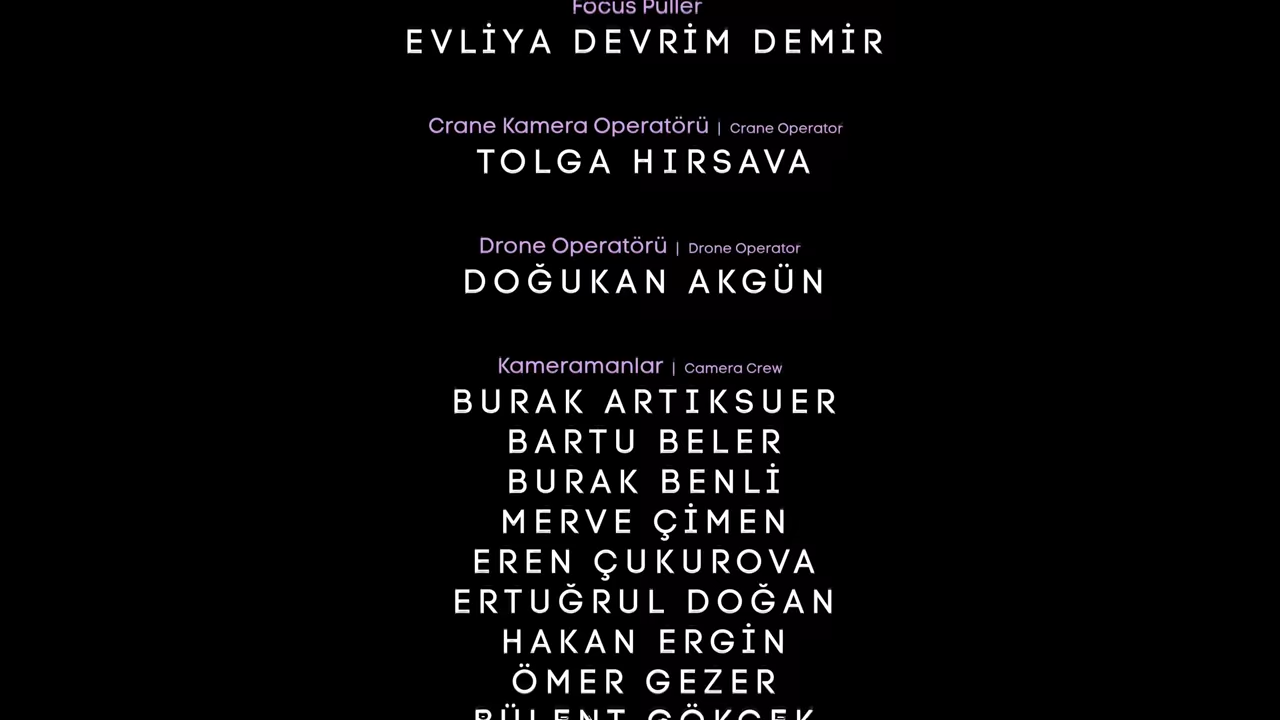 Focus Puller
EVLİYA DEVRİM DEMİR
Crane Kamera Operatörü | Crane Operator
TOLGA HIRSAVA
Drone Operatörü | Drone Operator
DOĞUKAN AKGÜN
Kameramanlar | Camera Crew
BURAK ARTIKSUER
BARTU BELER
BURAK BENLİ
MERVE ÇİMEN
EREN ÇUKUROVA
ERTUĞRUL DOĞAN
HAKAN ERGİN
ÖMER GEZER
BÜLENT